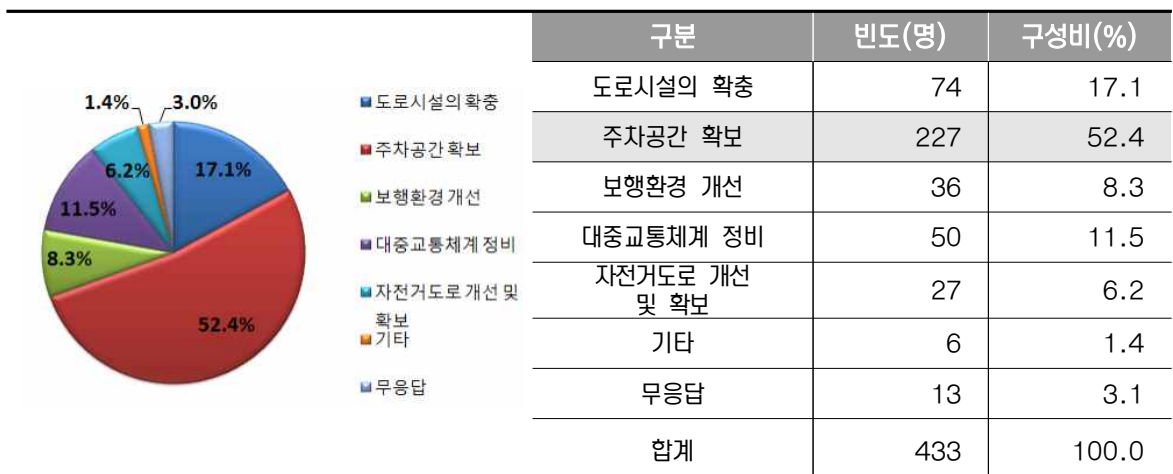 1.4%
3.0%
6.2%
17.1%
11.5%
8.3%
52.4%
도로시설의 확충
주차공간 확보
보행환경 개선
대중교통체계 정비
자전거도로 개선 및
확보
기타
무응답
구분 빈도(명) 구성비(%)
도로시설의 확충 74 17.1
주차공간 확보 227 52.4
보행환경 개선 36 8.3
대중교통체계 정비 50 11.5
자전거도로 개선
및 확보 27 6.2
기타 6 1.4
무응답 13 3.1
합계 433 100.0